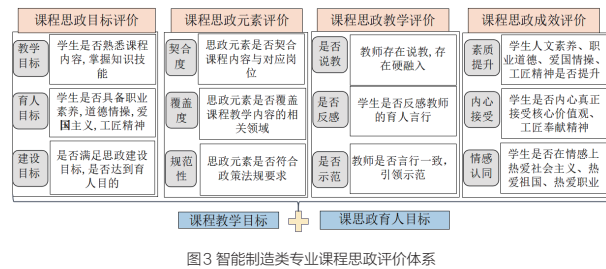 课程思政目标评价
教学
目标
学生是否熟悉课程
内容,掌握知识技
能
育人
目标
学生是否具备职业
素养,道德情操,爱
国主义,工匠精神
建设
目标
是否满足思政建设
目标,是否达到育
人目的
课程思政元素评价
契合
度
思政元素是否契合
课程内容与对应岗
位
覆盖
度
思政元素是否覆盖
课程教学内容的相
关领域
规范
性
思政元素是否符合
政策法规要求
课程思政教学评价
是否
说教
教师存在说教,存
在硬融入
是否
反感
学生是否反感教师
的育人言行
是否
示范
教师是否言行一致,
引领示范
课程思政成效评价
素质
提升
学生人文素养、职
业道德、爱国情操、
工匠精神是否提升
内心
接受
学生是否内心真正
接受核心价值观、
工匠奉献精神
情感
认同
学生是否在情感上
热爱社会主义、热
爱祖国、热爱职业
课程教学目标
课思政育人目标
图3 智能制造类专业课程思政评价体系